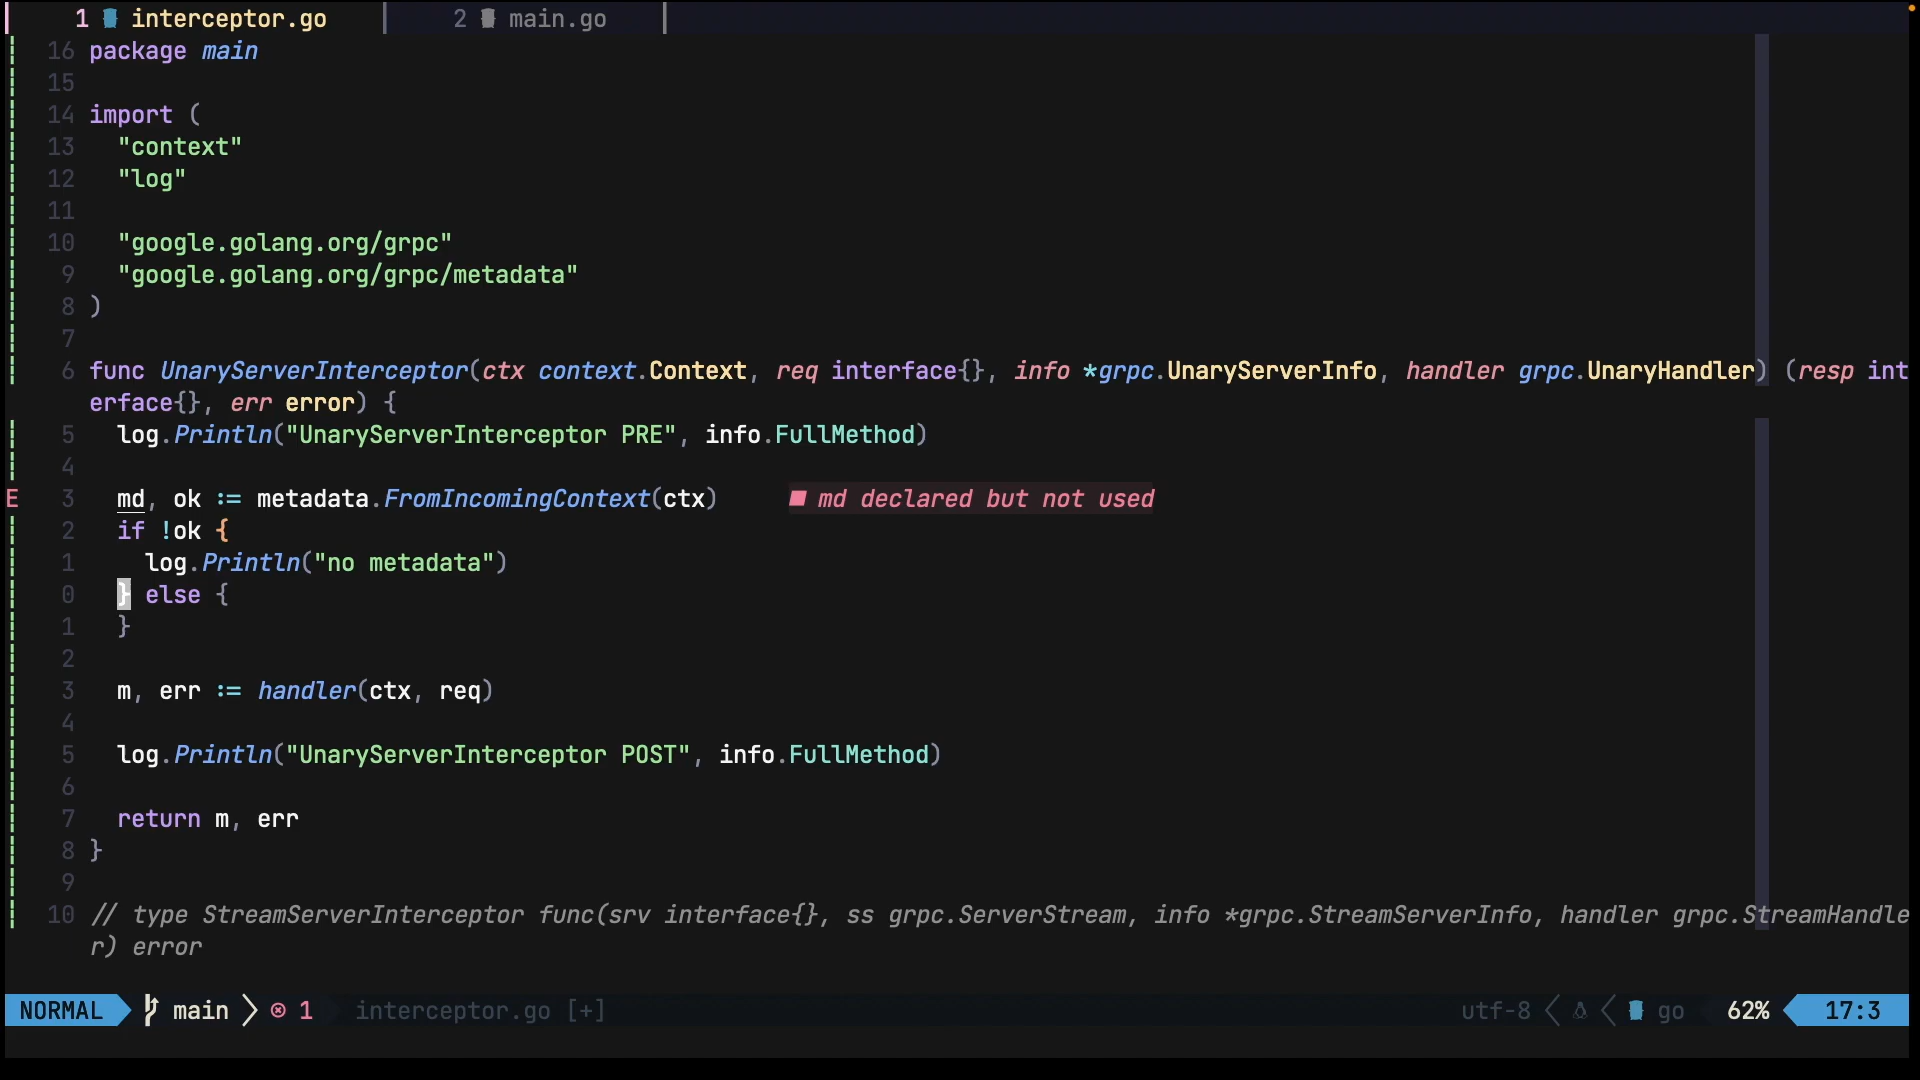 1 interceptor.go 2 main.go
16 package main
15
14 import (
13 "context"
12 "log"
11
10 "google.golang.org/grpc"
9 "google.golang.org/grpc/metadata"
8 )
7
6 func UnaryServerInterceptor(ctx context.Context, req interface{}, info *grpc.UnaryServerInfo, handler grpc.UnaryHandler) (resp int
erface{}, err error) {
5 log.Println("UnaryServerInterceptor PRE", info.FullMethod)
4
E 3 md, ok := metadata.FromIncomingContext(ctx) ■ md declared but not used
2 if !ok {
1 log.Println("no metadata")
0 } else {
1 }
2
3 m, err := handler(ctx, req)
4
5 log.Println("UnaryServerInterceptor POST", info.FullMethod)
6
7 return m, err
8 }
9
10 // type StreamServerInterceptor func(srv interface{}, ss grpc.ServerStream, info *grpc.StreamServerInfo, handler grpc.StreamHandle
r) error
NORMAL main 1 interceptor.go [+] utf-8 go 62% 17:3